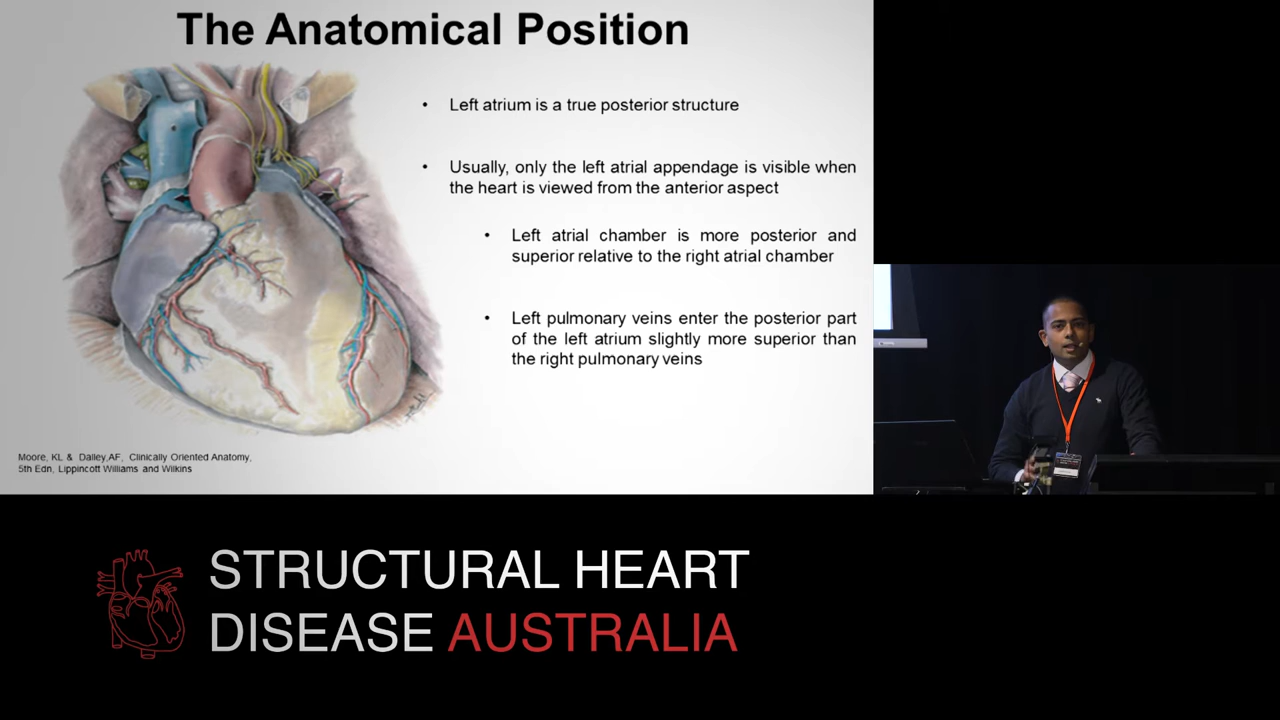 The Anatomical Position
• Left atrium is a true posterior structure
• Usually, only the left atrial appendage is visible when
the heart is viewed from the anterior aspect
• Left atrial chamber is more posterior and
superior relative to the right atrial chamber
• Left pulmonary veins enter the posterior part
of the left atrium slightly more superior than
the right pulmonary veins
Moore, KL & Dalley,AF, Clinically Oriented Anatomy,
5th Edn, Lippincott Williams and Wilkins
STRUCTURAL HEART
DISEASE AUSTRALIA